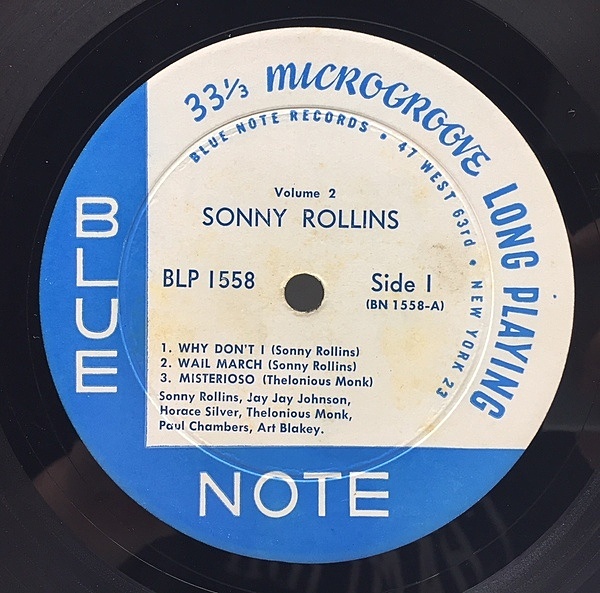 33⅓ MICROGROOVE LONG PLAYING
BLUE NOTE RECORDS • 47 WEST 63rd • NEW YORK 23
Volume 2
SONNY ROLLINS
BLP 1558
Side 1
(BN 1558-A)
1. WHY DON'T I (Sonny Rollins)
2. WAIL MARCH (Sonny Rollins)
3. MISTERIOSO (Thelonious Monk)
Sonny Rollins, Jay Jay Johnson,
Horace Silver, Thelonious Monk,
Paul Chambers, Art Blakey.
BLUE
NOTE